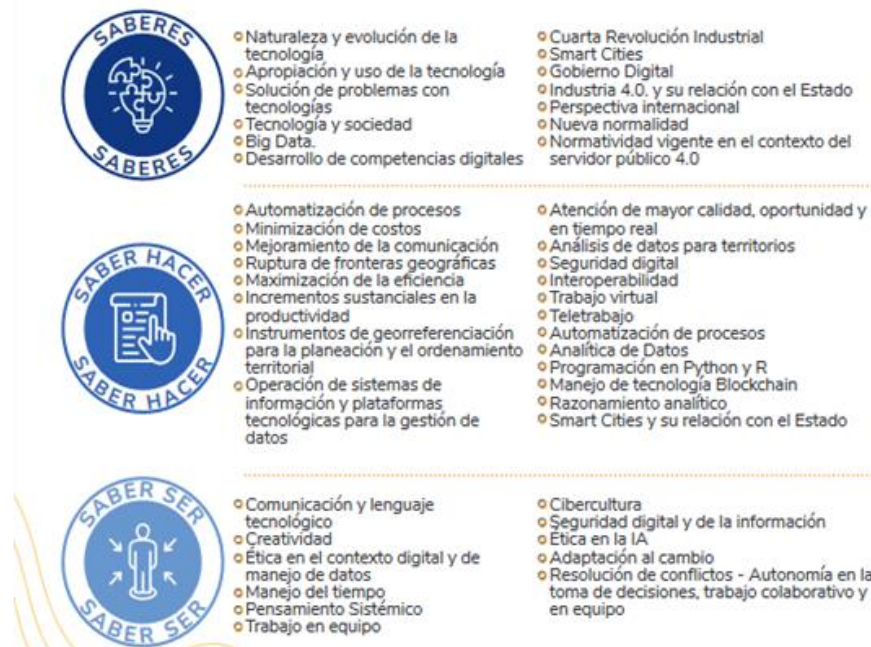 SABERES
SABERES
Naturaleza y evolución de la
tecnología
Apropiación y uso de la tecnología
Solución de problemas con
tecnologías
Tecnología y sociedad
Big Data.
Desarrollo de competencias digitales
Cuarta Revolución Industrial
Smart Cities
Gobierno Digital
Industria 4.0. y su relación con el Estado
Perspectiva internacional
Nueva normalidad
Normatividad vigente en el contexto del
servidor público 4.0
SABER HACER
SABER HACER
Automatización de procesos
Minimización de costos
Mejoramiento de la comunicación
Ruptura de fronteras geográficas
Maximización de la eficiencia
Incrementos sustanciales en la
productividad
Instrumentos de georreferenciación
para la planeación y el ordenamiento
territorial
Operación de sistemas de
información y plataformas
tecnológicas para la gestión de
datos
Atención de mayor calidad, oportunidad y
en tiempo real
Análisis de datos para territorios
Seguridad digital
Interoperabilidad
Trabajo virtual
Teletrabajo
Automatización de procesos
Analítica de Datos
Programación en Python y R
Manejo de tecnología Blockchain
Razonamiento analítico
Smart Cities y su relación con el Estado
SABER SER
SABER SER
Comunicación y lenguaje
tecnológico
Creatividad
Ética en el contexto digital y de
manejo de datos
Manejo del tiempo
Pensamiento Sistémico
Trabajo en equipo
Cibercultura
Seguridad digital y de la información
Ética en la IA
Adaptación al cambio
Resolución de conflictos - Autonomía en la
toma de decisiones, trabajo colaborativo y
en equipo